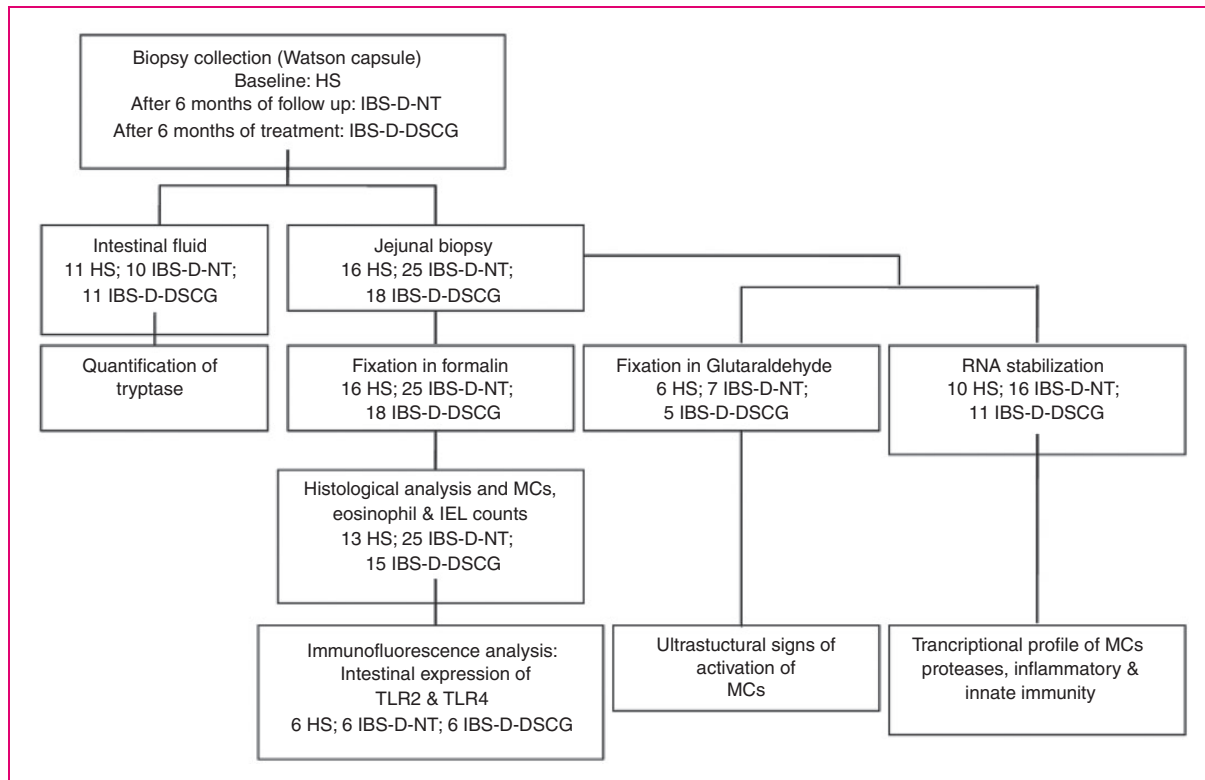 Biopsy collection (Watson capsule)
Baseline: HS
After 6 months of follow up: IBS-D-NT
After 6 months of treatment: IBS-D-DSCG
Intestinal fluid
11 HS; 10 IBS-D-NT;
11 IBS-D-DSCG
Jejunal biopsy
16 HS; 25 IBS-D-NT;
18 IBS-D-DSCG
Quantification of
tryptase
Fixation in formalin
16 HS; 25 IBS-D-NT;
18 IBS-D-DSCG
Fixation in Glutaraldehyde
6 HS; 7 IBS-D-NT;
5 IBS-D-DSCG
RNA stabilization
10 HS; 16 IBS-D-NT;
11 IBS-D-DSCG
Histological analysis and MCs,
eosinophil & IEL counts
13 HS; 25 IBS-D-NT;
15 IBS-D-DSCG
Immunofluorescence analysis:
Intestinal expression of
TLR2 & TLR4
6 HS; 6 IBS-D-NT; 6 IBS-D-DSCG
Ultrastuctural signs of
activation of
MCs
Trancriptional profile of MCs
proteases, inflammatory &
innate immunity